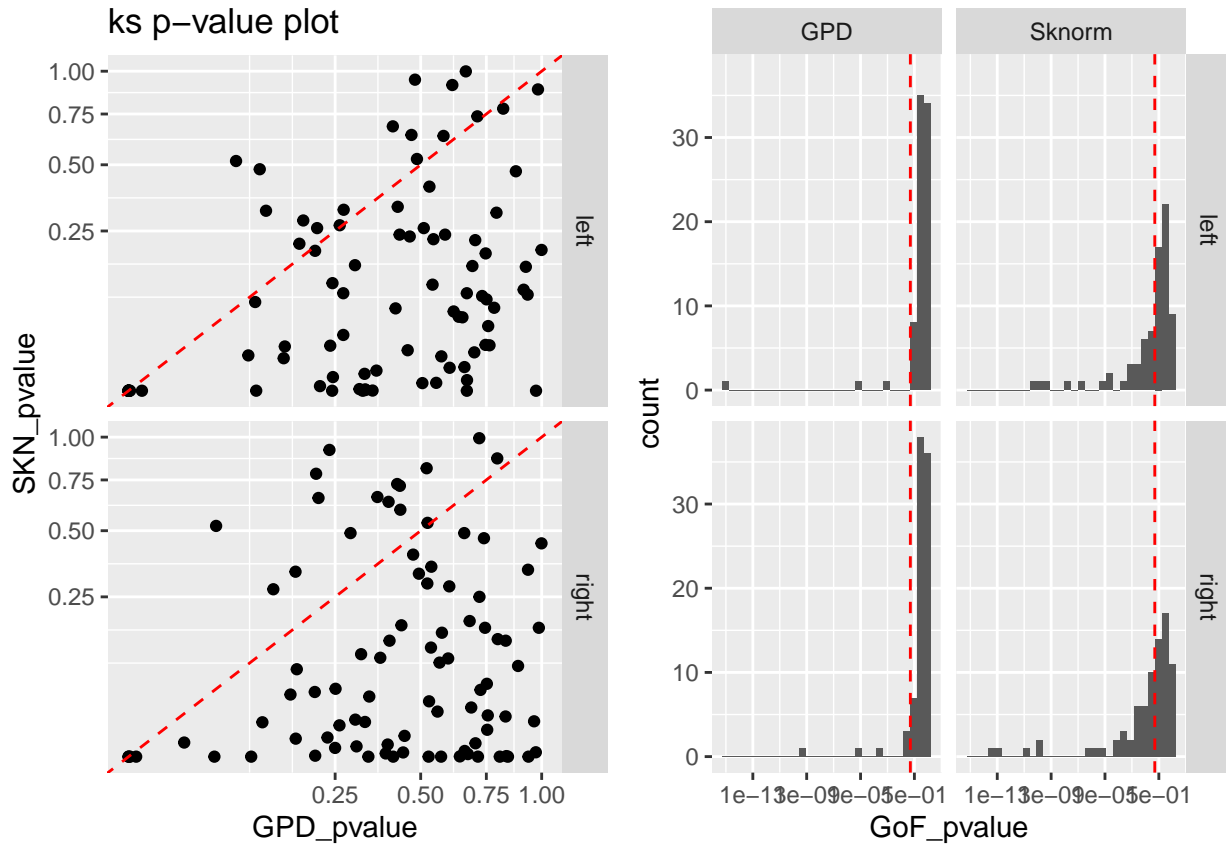 ks p−value plot
SKN_pvalue
1.00
0.75
0.50
0.25
left
1.00
0.75
0.50
0.25
right
0.25 0.50 0.75 1.00
GPD_pvalue
GPD Sknorm
count
30
20
10
0
left
30
20
10
0
right
1e−13 1e−09 1e−05 1e−01 1e−13 1e−09 1e−05 1e−01
GoF_pvalue